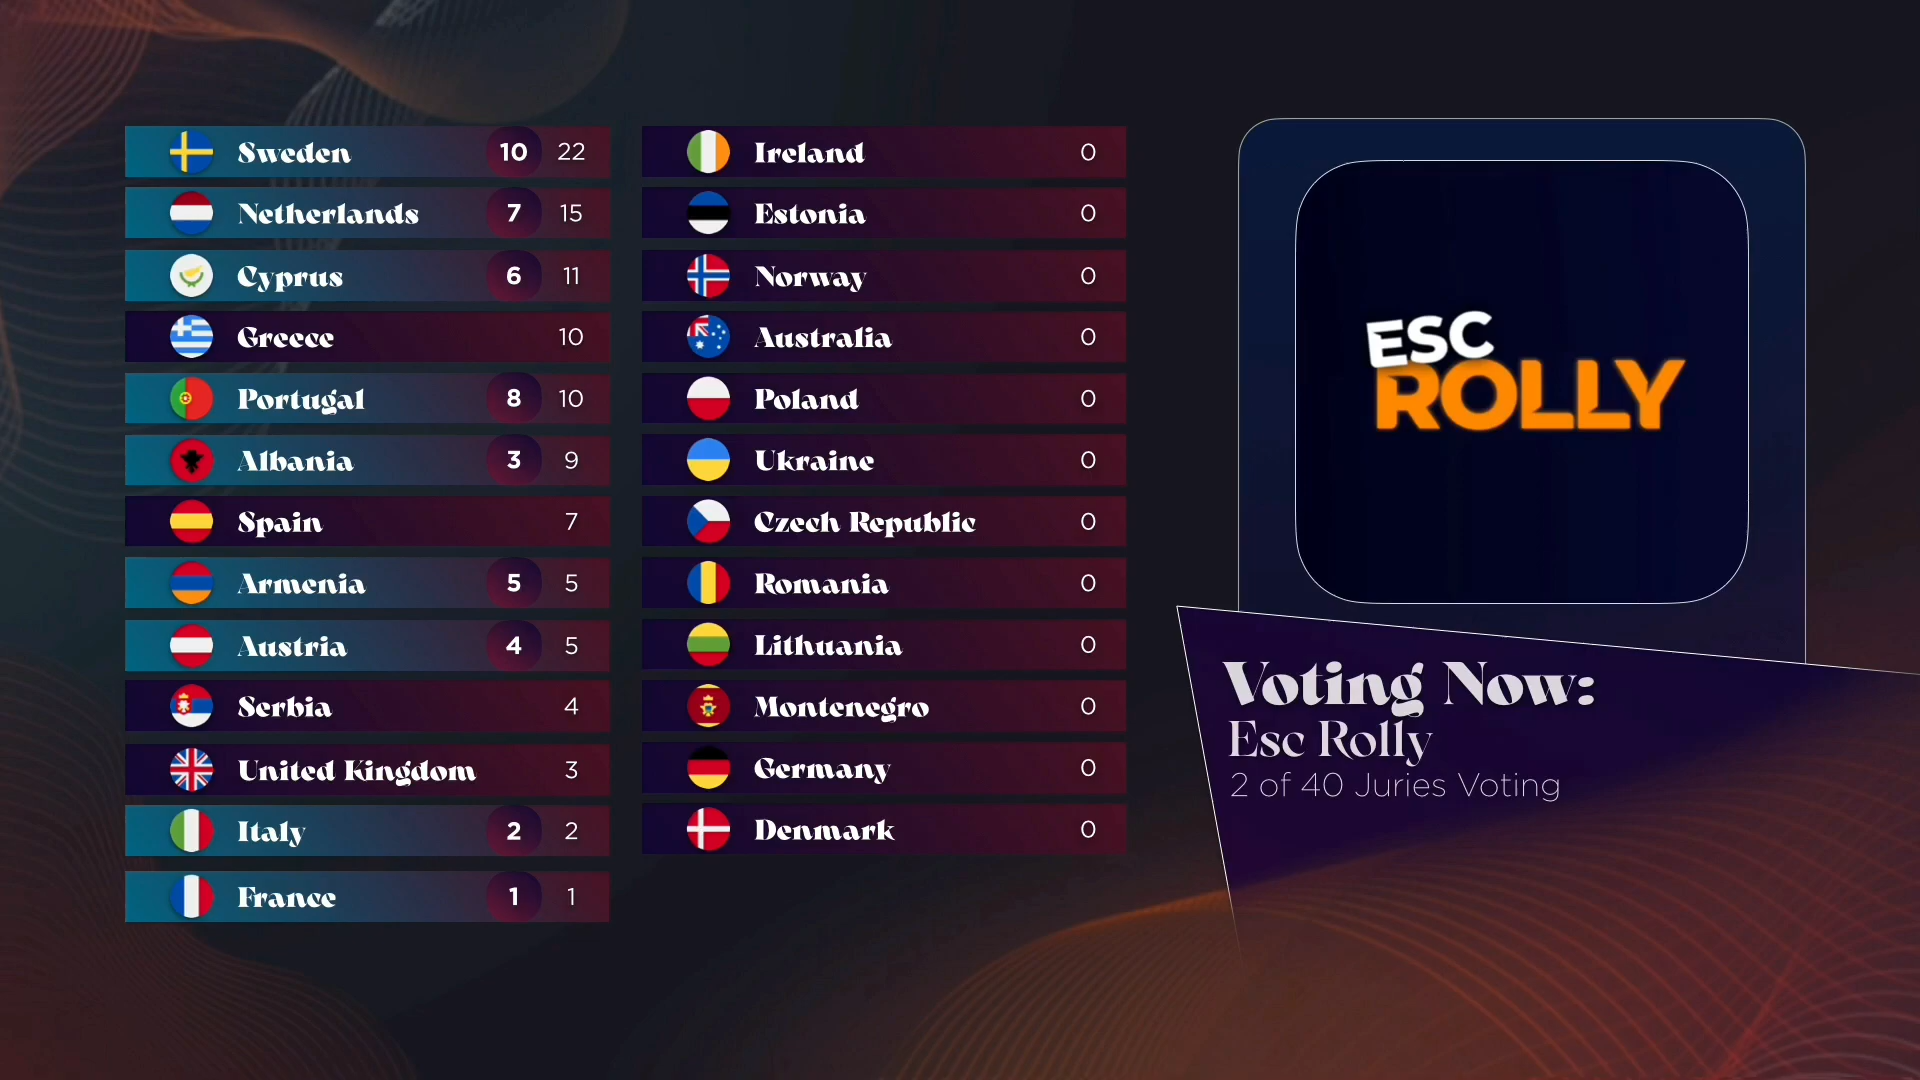 Sweden 10 22
Netherlands 7 15
Cyprus 6 11
Greece 10
Portugal 8 10
Albania 3 9
Spain 7
Armenia 5 5
Austria 4 5
Serbia 4
United Kingdom 3
Italy 2 2
France 1 1
Ireland 0
Estonia 0
Norway 0
Australia 0
Poland 0
Ukraine 0
Czech Republic 0
Romania 0
Lithuania 0
Montenegro 0
Germany 0
Denmark 0
ESC
ROLLY
Voting Now:
Esc Rolly
2 of 40 Juries Voting